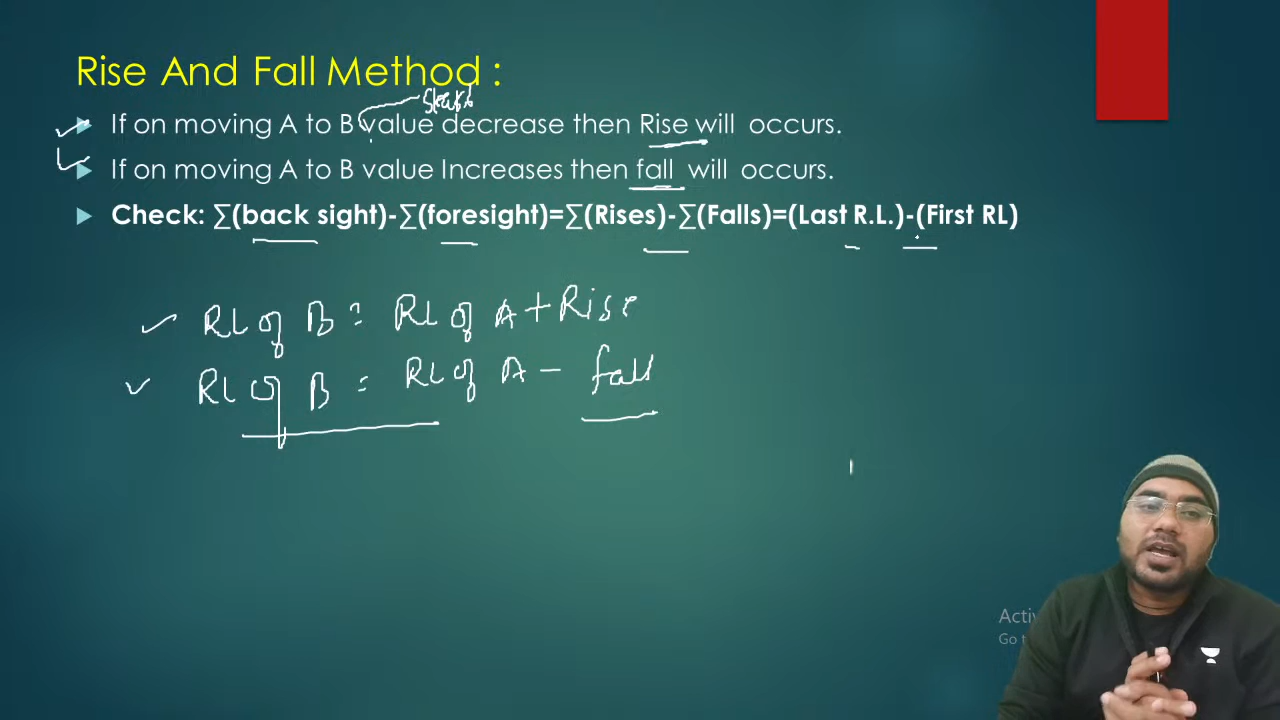 Rise And Fall Method :
If on moving A to B value decrease then Rise will occurs.
If on moving A to B value Increases then fall will occurs.
Check: ∑(back sight)-∑(foresight)=∑(Rises)-∑(Falls)=(Last R.L.)-(First RL)
RL of B = RL of A + Rise
RL of B = RL of A - fall
Activ
Go t